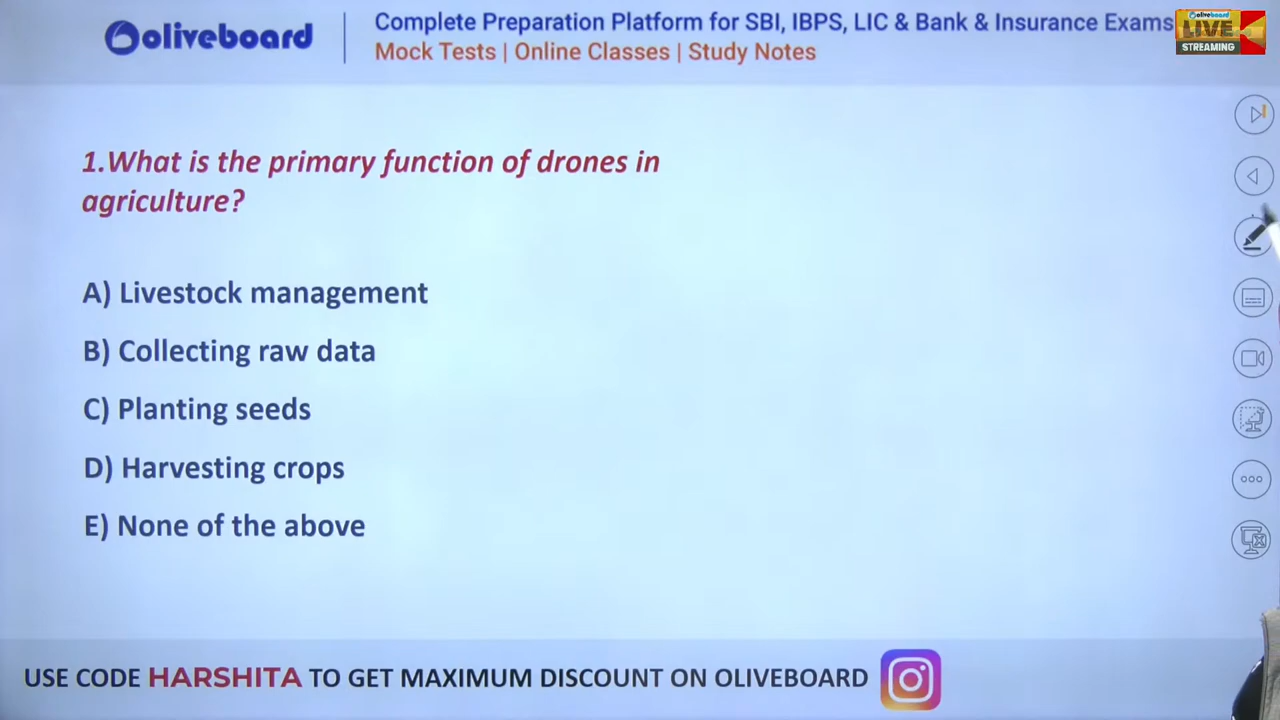 oliveboard
Complete Preparation Platform for SBI, IBPS, LIC & Bank & Insurance Exams
Mock Tests | Online Classes | Study Notes
oliveboard
LIVE
STREAMING
1.What is the primary function of drones in
agriculture?
A) Livestock management
B) Collecting raw data
C) Planting seeds
D) Harvesting crops
E) None of the above
USE CODE HARSHITA TO GET MAXIMUM DISCOUNT ON OLIVEBOARD